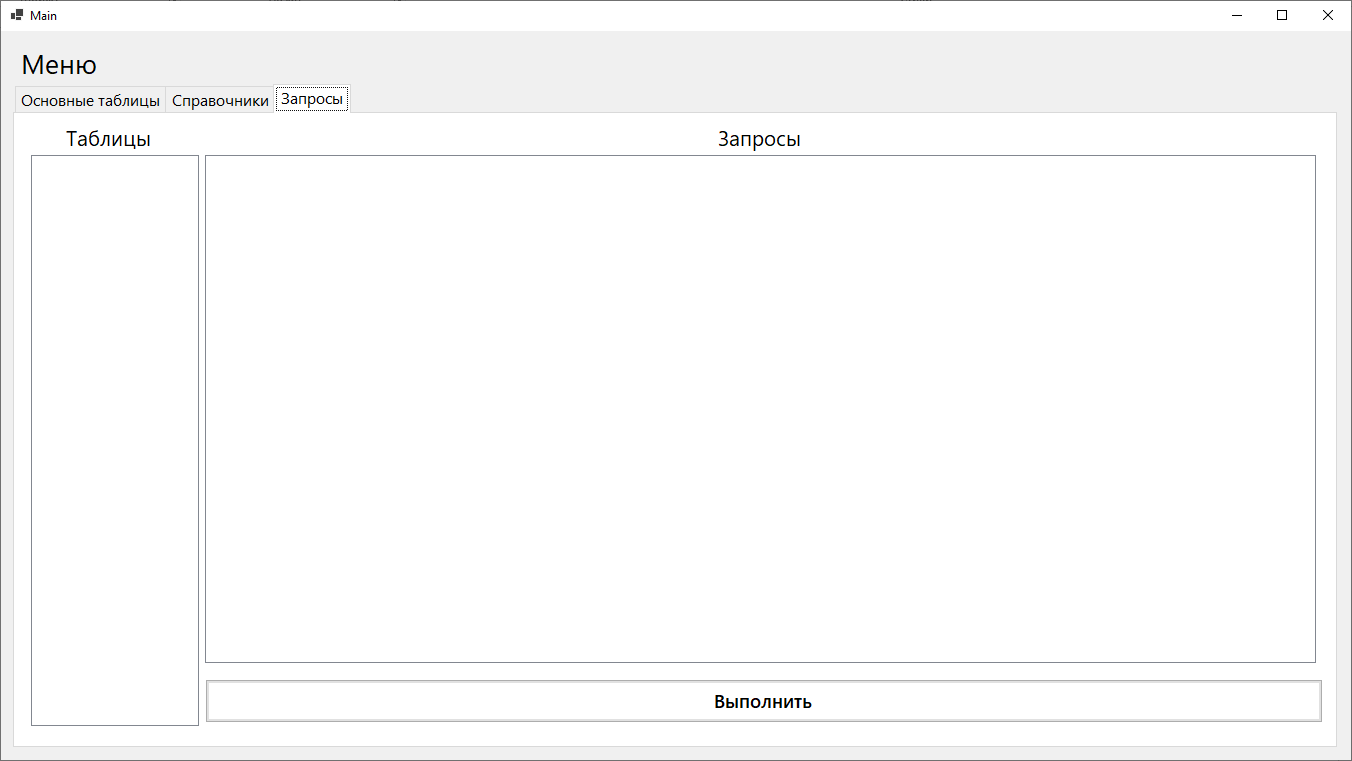 Main
Меню
Основные таблицы Справочники Запросы
Таблицы Запросы
Выполнить